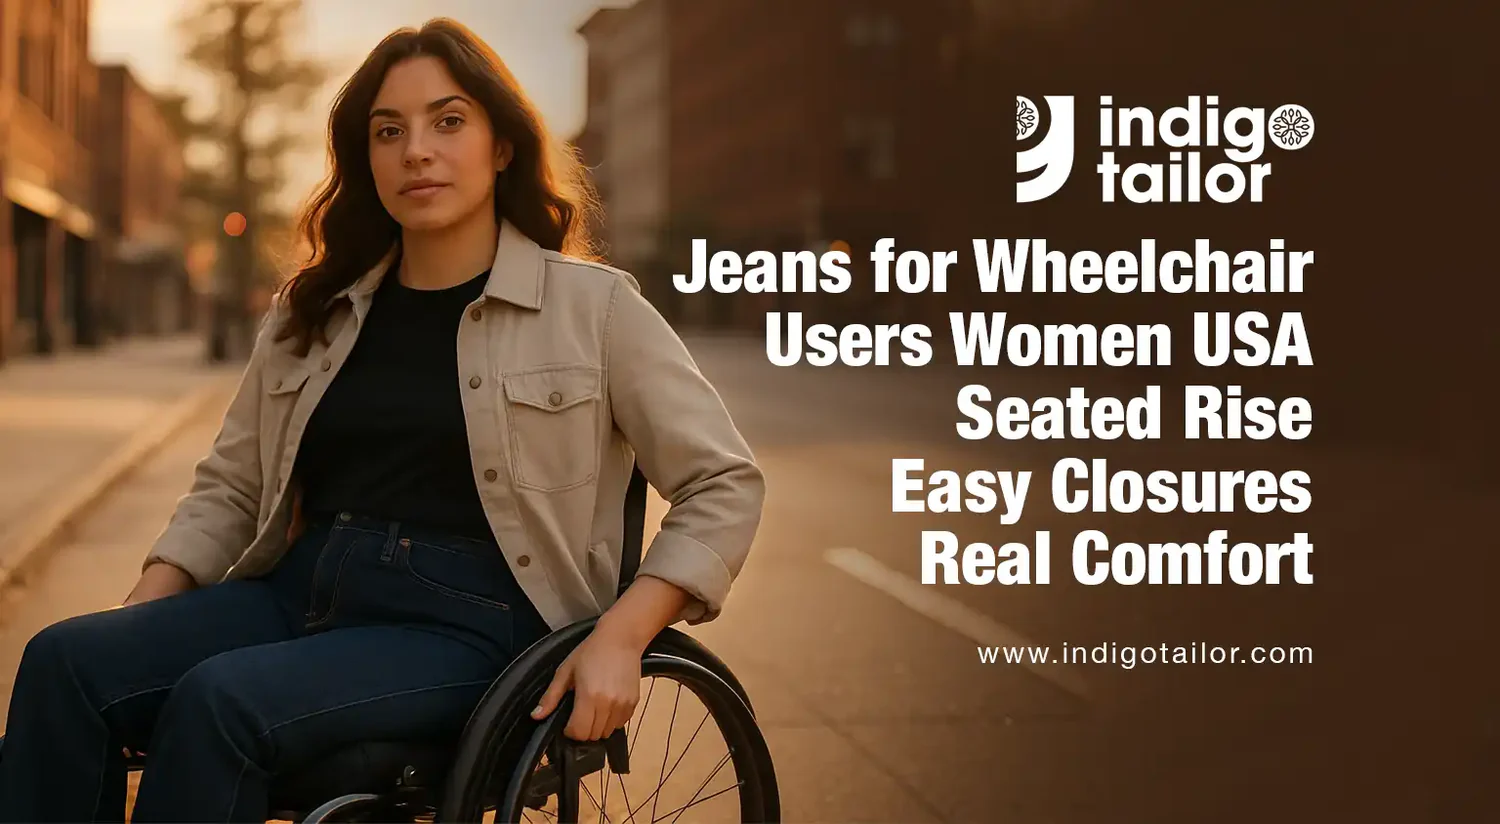 indigo
tailor
Jeans for Wheelchair
Users Women USA
Seated Rise
Easy Closures
Real Comfort
www.indigotailor.com